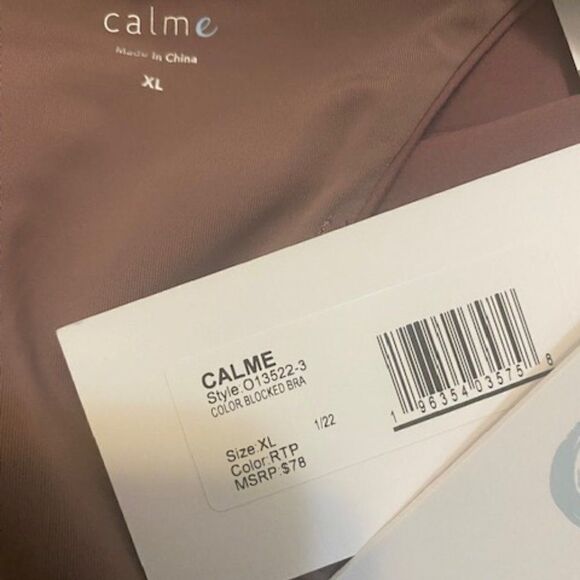 calme
Made In China
XL
CALME
Style:O13522-3
COLOR BLOCKED BRA
1/22
Size:XL
Color:RTP
MSRP:$78
1 96354 03575 8